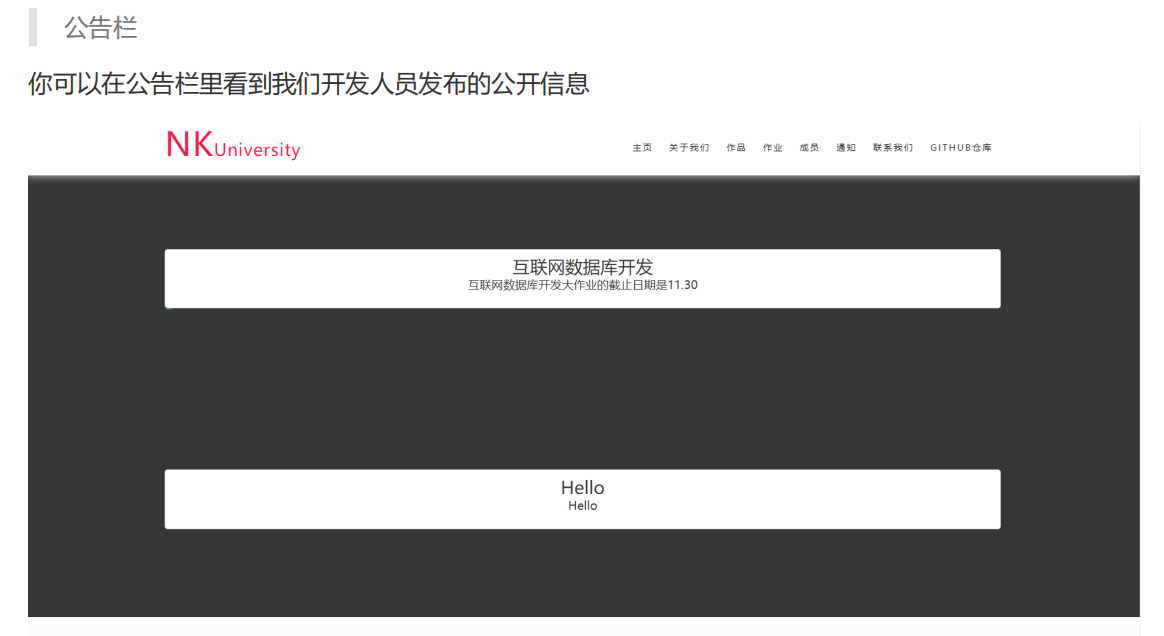 公告栏
你可以在公告栏里看到我们开发人员发布的公开信息
NKUniversity
主页 关于我们 作品 作业 成员 通知 联系我们 GITHUB仓库
互联网数据库开发
互联网数据库开发大作业的截止日期是11.30
Hello
Hello